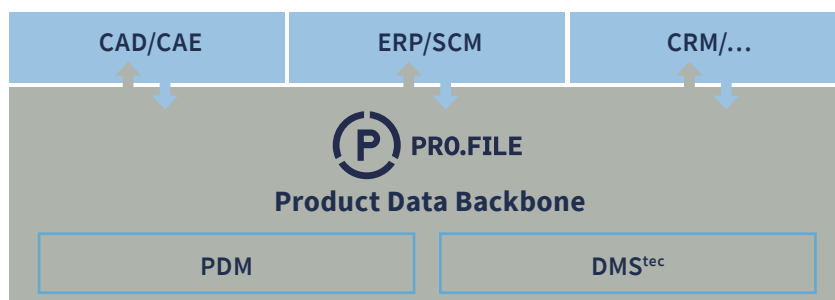 CAD/CAE
ERP/SCM
CRM/...
P PRO.FILE
Product Data Backbone
PDM
DMStec